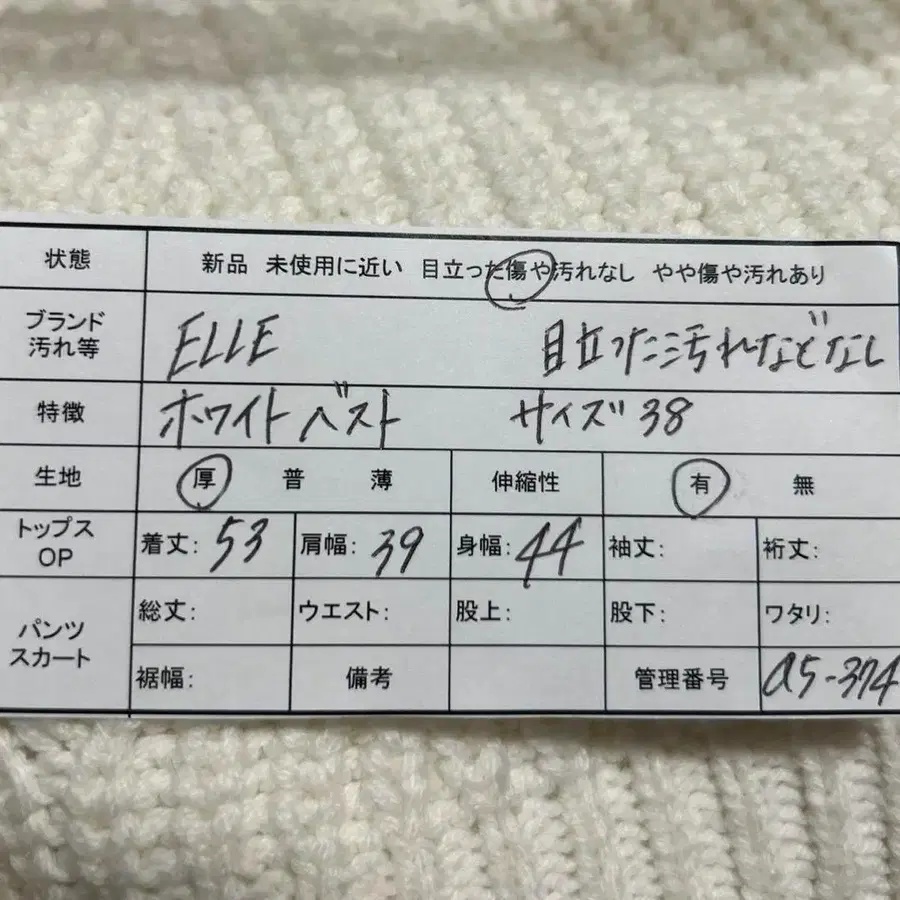 状態 新品 未使用に近い 目立った傷や汚れなし やや傷や汚れあり
ブランド
汚れ等 ELLE 目立った汚れなどなし
特徴 ホワイト ベスト サイズ 38
生地 厚 普 薄 伸縮性 有 無
トップス
OP 着丈: 53 肩幅: 39 身幅: 44 袖丈: 裄丈:
パンツ
スカート
総丈: ウエスト: 股上: 股下: ワタリ:
裾幅: 備考 管理番号 a5-374